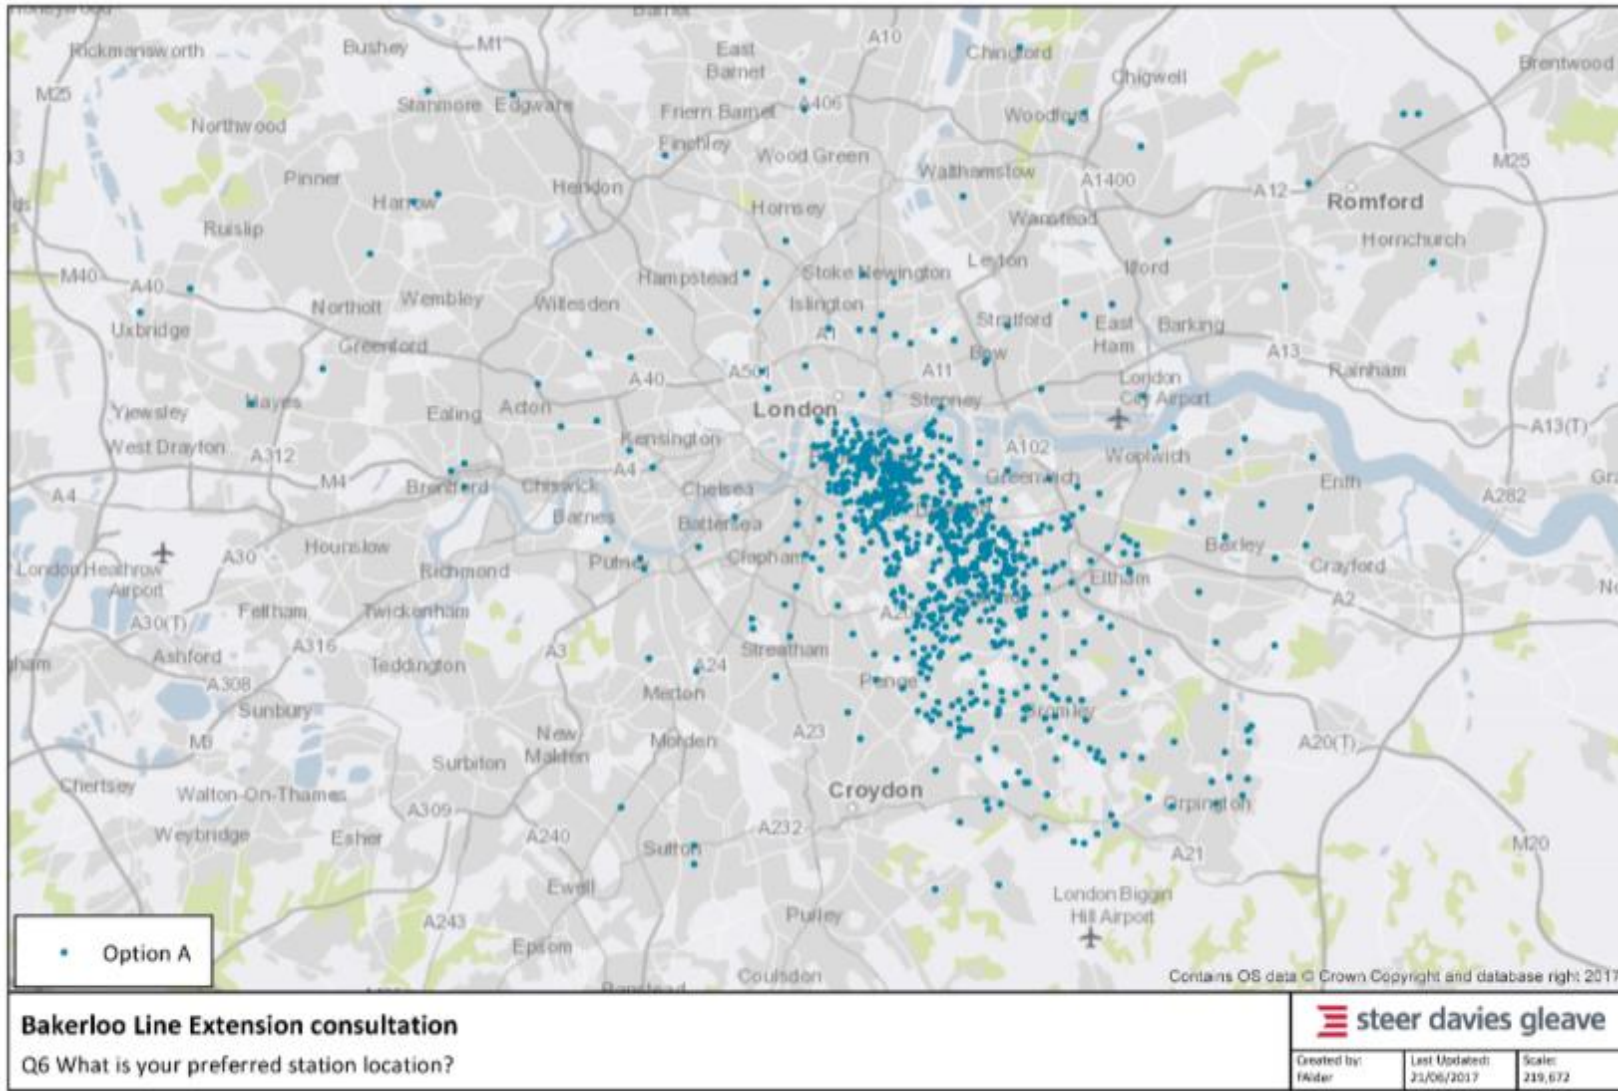 Barnet
A10
Rickmansworth
Bushey
M1
East
Barnet
Chingford
Brentwood
Chigwell
M25
Stanmore
Edgware
A406
Northwood
Friern Barnet
Woodford
Finchley
Wood Green
M25
Walthamstow
A1400
Pinner
Hendon
A12
Harrow
Hornsey
Romford
Ruislip
Wanstead
Hornchurch
Leyton
Ilford
M40
A40
Hampstead
Stoke Newington
Northolt
Wembley
Willesden
Islington
Stratford
Uxbridge
East
Ham
Barking
A1
Greenford
Bow
A13
A40
A501
A11
London
City Airport
Rainham
Hayes
Stepney
Yiewsley
Ealing
Acton
London
A13(T)
West Drayton
Kensington
A102
A312
A4
Woolwich
M4
Greenwich
Erith
A4
Brentford
Chiswick
Chelsea
A282
Barnes
Battersea
Hounslow
Bexley
A30
Putney
Clapham
London Heathrow
Airport
Richmond
Eltham
Crayford
A2
Feltham
Twickenham
A30(T)
A316
Ashford
Teddington
A3
Streatham
A24
A308
Merton
Penge
Sunbury
Bromley
M3
New
Malden
Morden
A23
A20(T)
Surbiton
Chertsey
Walton-On-Thames
Croydon
Orpington
A309
Weybridge
Esher
A240
A232
Sutton
M20
A21
Ewell
London Biggin
Hill Airport
A243
Purley
Epsom
Option A
Coulsdon
Contains OS data © Crown Copyright and database right 2017
Banstead
Bakerloo Line Extension consultation
Q6 What is your preferred station location?
steer davies gleave
Created by:
Last Updated:
Scale:
FAlder
21/06/2017
219,672